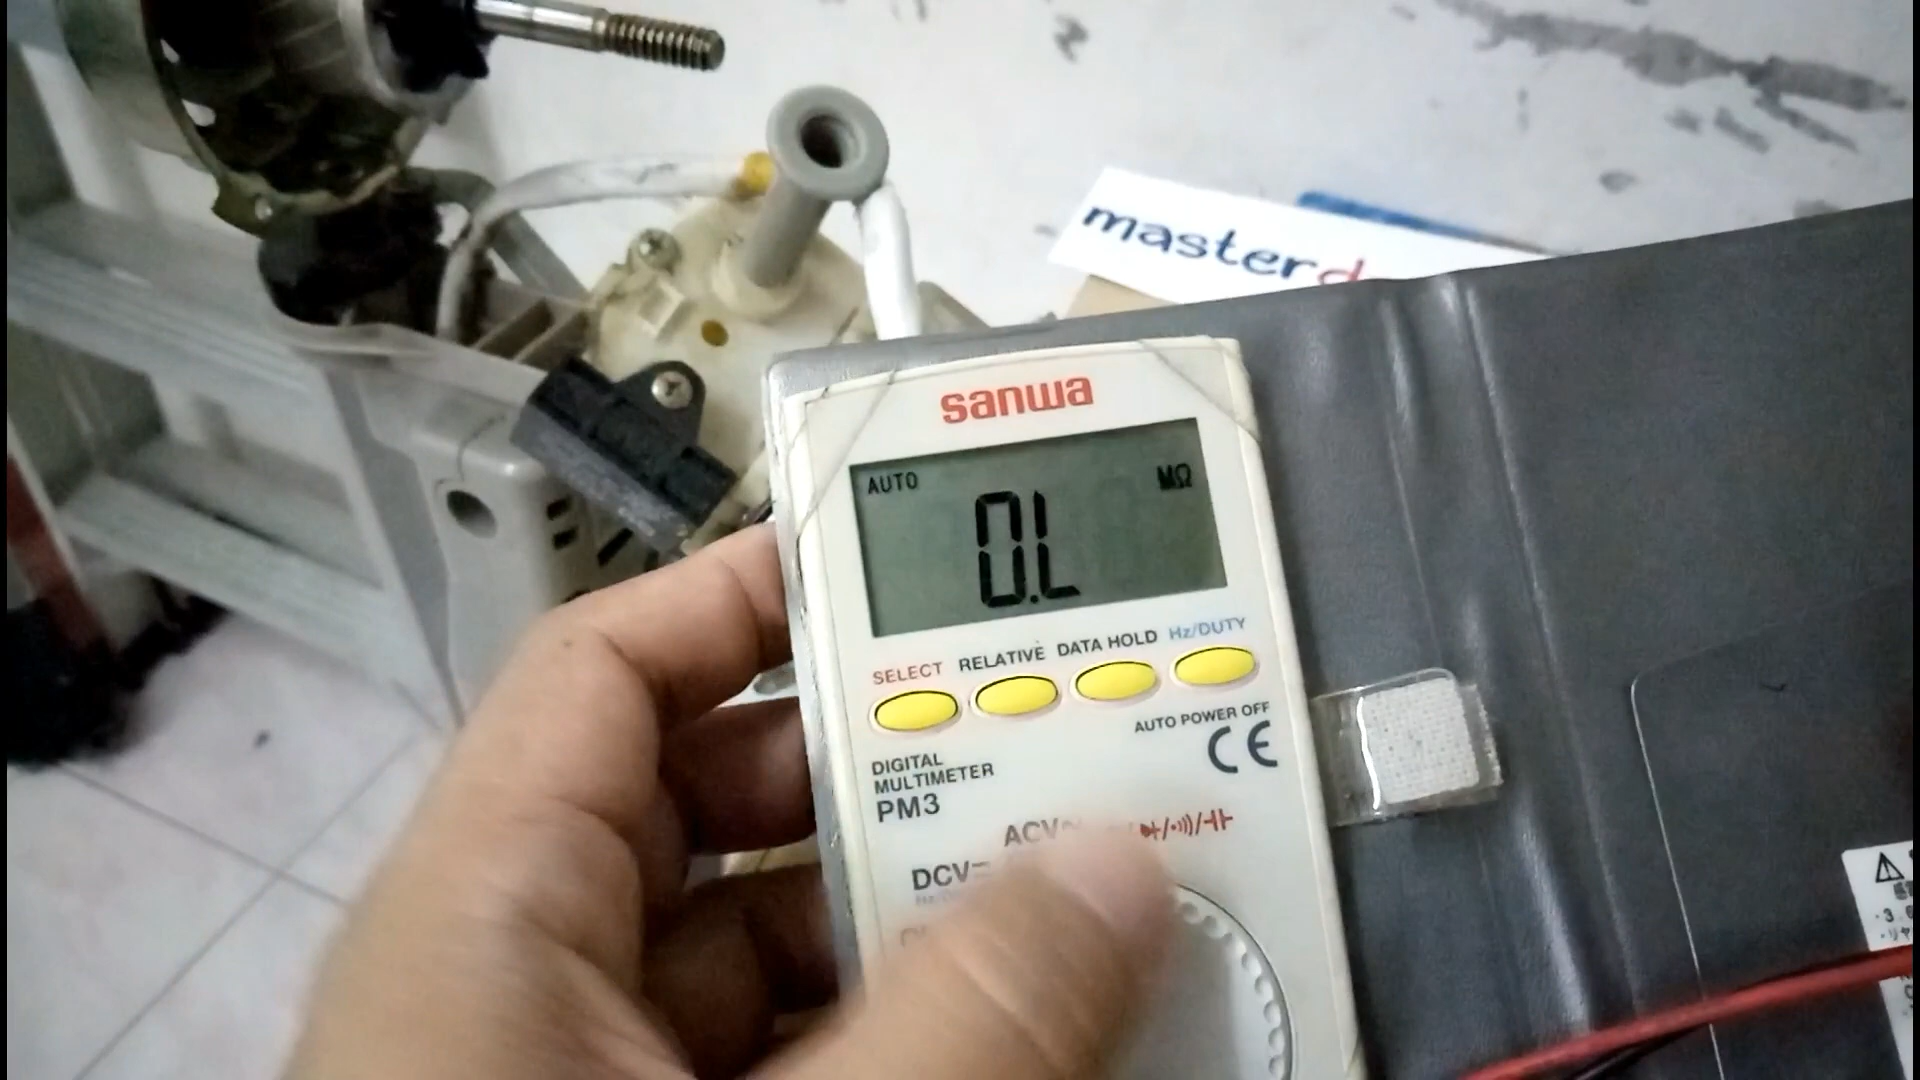 master
sanwa
AUTO MΩ
0.L
SELECT RELATIVE DATA HOLD Hz/DUTY
AUTO POWER OFF
CE
DIGITAL
MULTIMETER
PM3
ACV
DCV